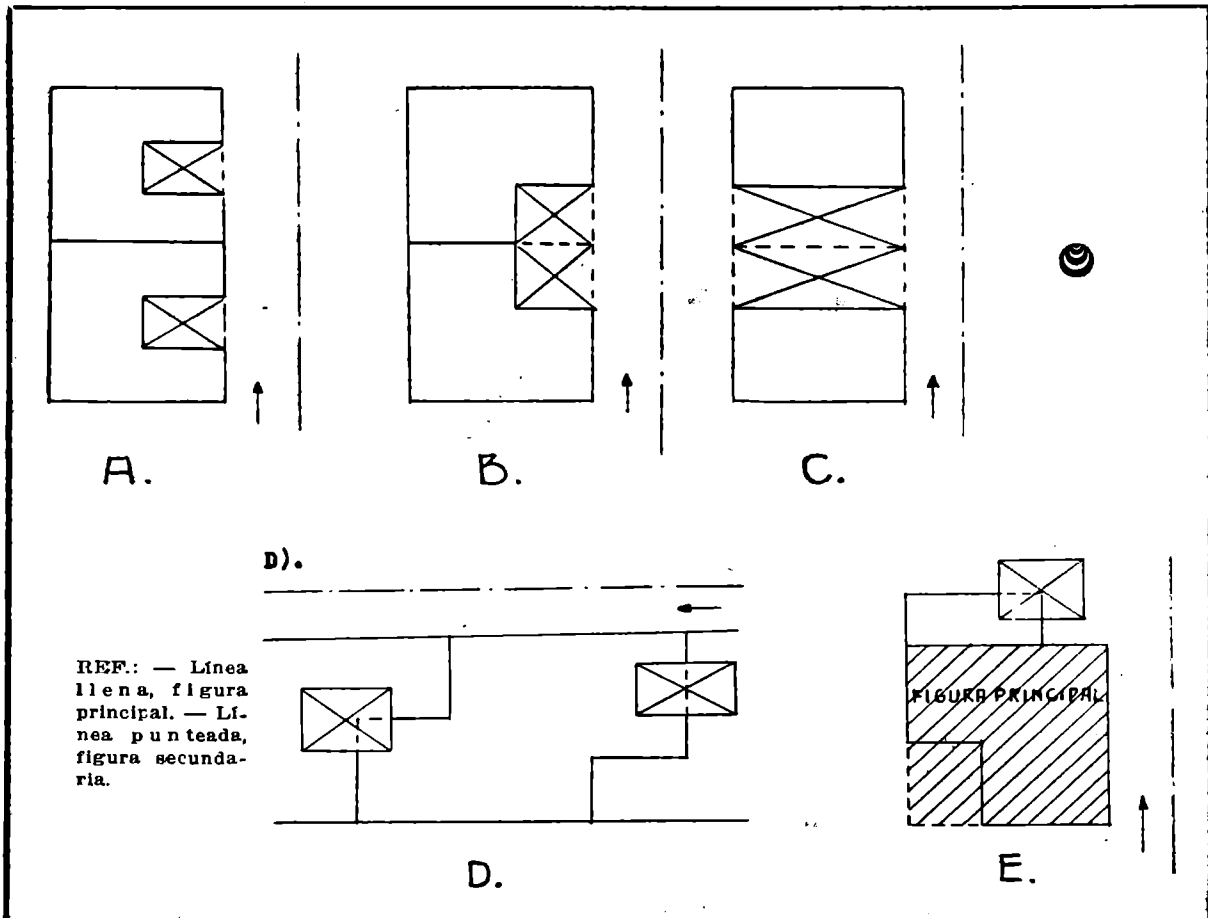 A.
B.
C.
D).
REF.: — Línea
llena, figura
principal. — Lí-
nea punteada,
figura secunda-
ria.
FIGURA PRINCIPAL
D.
E.